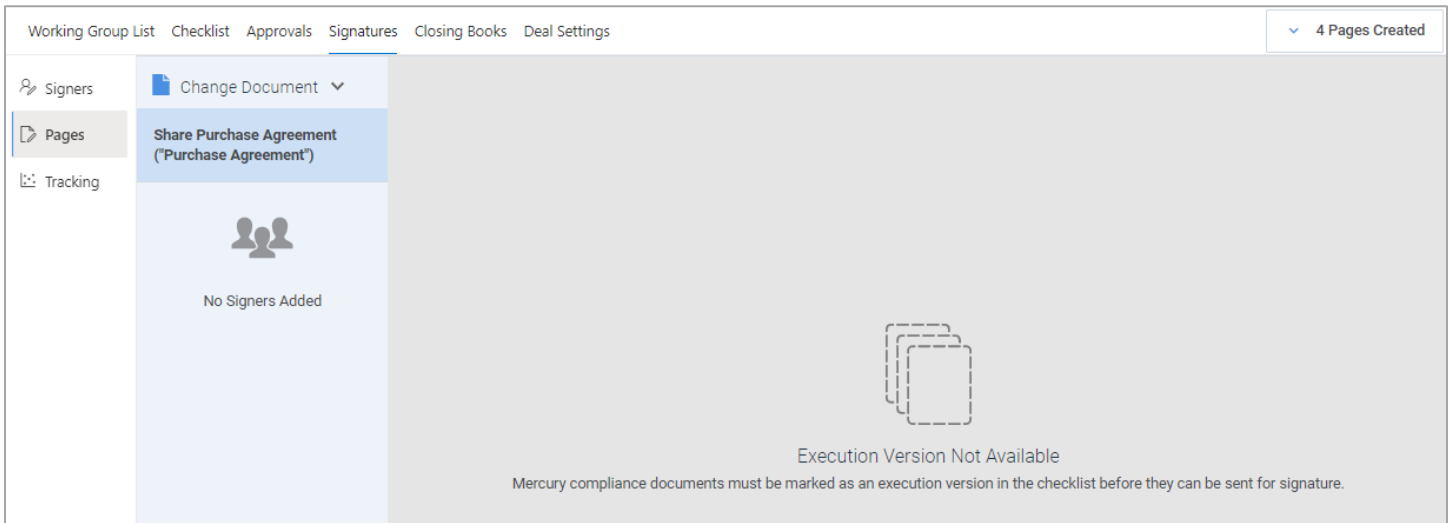 Working Group List Checklist Approvals Signatures Closing Books Deal Settings
4 Pages Created
Signers
Pages
Tracking
Change Document
Share Purchase Agreement
("Purchase Agreement")
No Signers Added
Execution Version Not Available
Mercury compliance documents must be marked as an execution version in the checklist before they can be sent for signature.